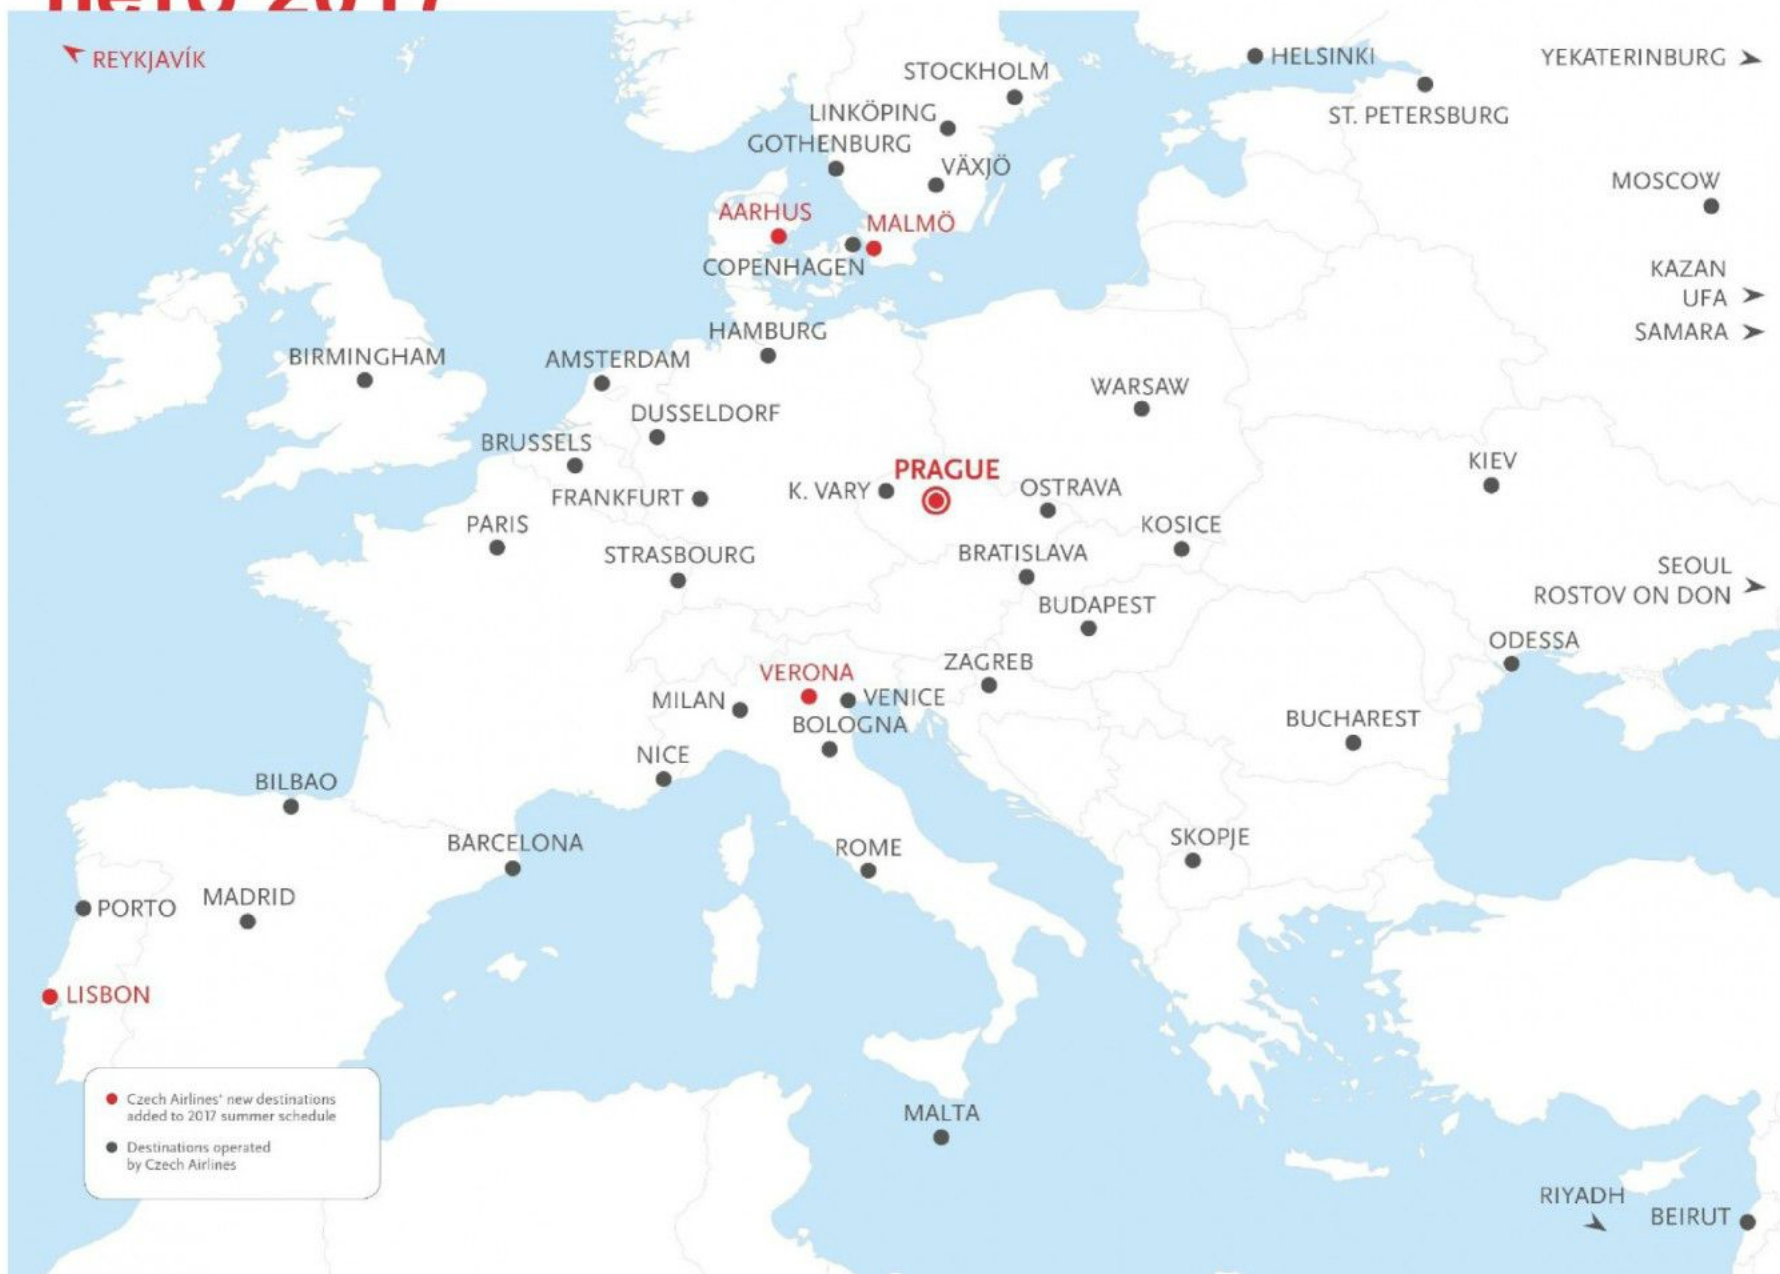 лето 2017
REYKJAVÍK
STOCKHOLM
HELSINKI
YEKATERINBURG
ST. PETERSBURG
LINKÖPING
GOTHENBURG
VÄXJÖ
MOSCOW
AARHUS
MALMÖ
COPENHAGEN
KAZAN
UFA
SAMARA
HAMBURG
BIRMINGHAM
AMSTERDAM
WARSAW
DUSSELDORF
BRUSSELS
KIEV
PRAGUE
FRANKFURT
K. VARY
OSTRAVA
PARIS
KOSICE
STRASBOURG
BRATISLAVA
SEOUL
ROSTOV ON DON
BUDAPEST
ODESSA
ZAGREB
VERONA
MILAN
VENICE
BOLOGNA
BUCHAREST
NICE
BILBAO
BARCELONA
ROME
SKOPJE
PORTO
MADRID
LISBON
Czech Airlines' new destinations
added to 2017 summer schedule
Destinations operated
by Czech Airlines
MALTA
RIYADH
BEIRUT